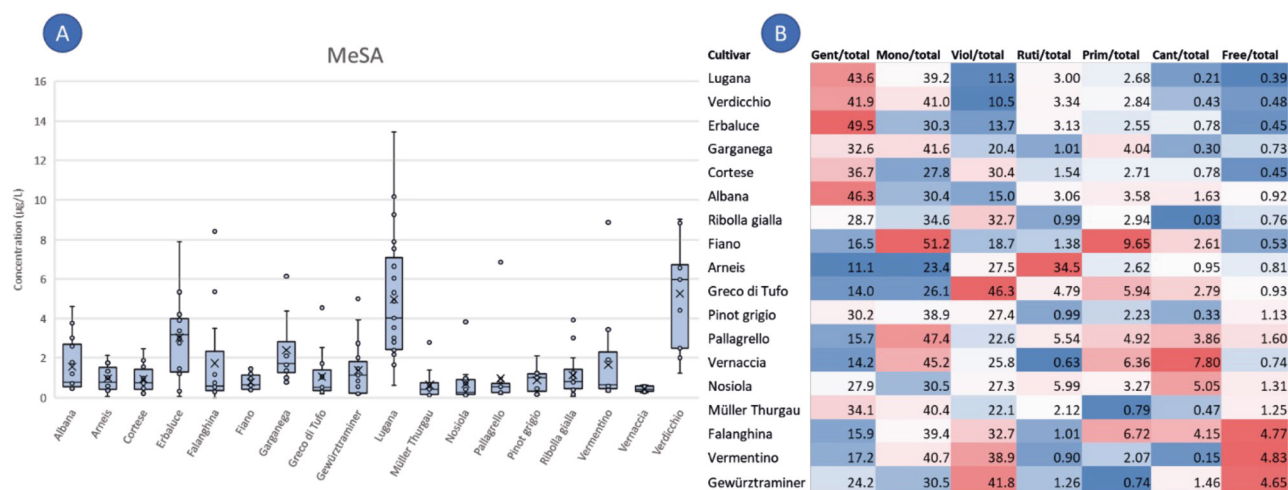 A
MeSA
Concentration (µg/L)
16
14
12
10
8
6
4
2
0
Albana
Arneis
Cortese
Erbaluce
Falanghina
Fiano
Garganega
Greco di Tufo
Gewürztraminer
Lugana
Müller Thurgau
Nosiola
Pallagrello
Pinot grigio
Ribolla gialla
Vermentino
Vernaccia
Verdicchio
B
Cultivar Gent/total Mono/total Viol/total Ruti/total Prim/total Cant/total Free/total
Lugana 43.6 39.2 11.3 3.00 2.68 0.21 0.39
Verdicchio 41.9 41.0 10.5 3.34 2.84 0.43 0.48
Erbaluce 49.5 30.3 13.7 3.13 2.55 0.78 0.45
Garganega 32.6 41.6 20.4 1.01 4.04 0.30 0.73
Cortese 36.7 27.8 30.4 1.54 2.71 0.78 0.45
Albana 46.3 30.4 15.0 3.06 3.58 1.63 0.92
Ribolla gialla 28.7 34.6 32.7 0.99 2.94 0.03 0.76
Fiano 16.5 51.2 18.7 1.38 9.65 2.61 0.53
Arneis 11.1 23.4 27.5 34.5 2.62 0.95 0.81
Greco di Tufo 14.0 26.1 46.3 4.79 5.94 2.79 0.93
Pinot grigio 30.2 38.9 27.4 0.99 2.23 0.33 1.13
Pallagrello 15.7 47.4 22.6 5.54 4.92 3.86 1.60
Vernaccia 14.2 45.2 25.8 0.63 6.36 7.80 0.74
Nosiola 27.9 30.5 27.3 5.99 3.27 5.05 1.31
Müller Thurgau 34.1 40.4 22.1 2.12 0.79 0.47 1.25
Falanghina 15.9 39.4 32.7 1.01 6.72 4.15 4.77
Vermentino 17.2 40.7 38.9 0.90 2.07 0.15 4.83
Gewürztraminer 24.2 30.5 41.8 1.26 0.74 1.46 4.65